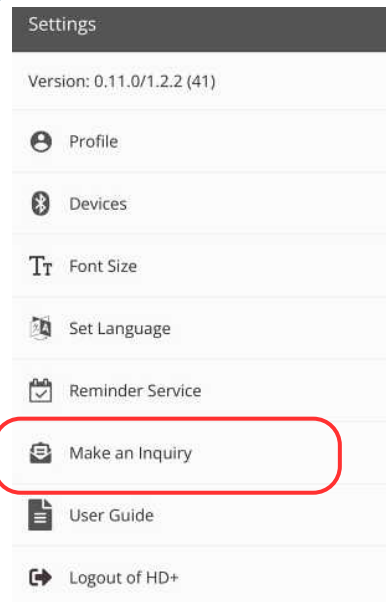 Settings
Version: 0.11.0/1.2.2 (41)
Profile
Devices
Font Size
Set Language
Reminder Service
Make an Inquiry
User Guide
Logout of HD+